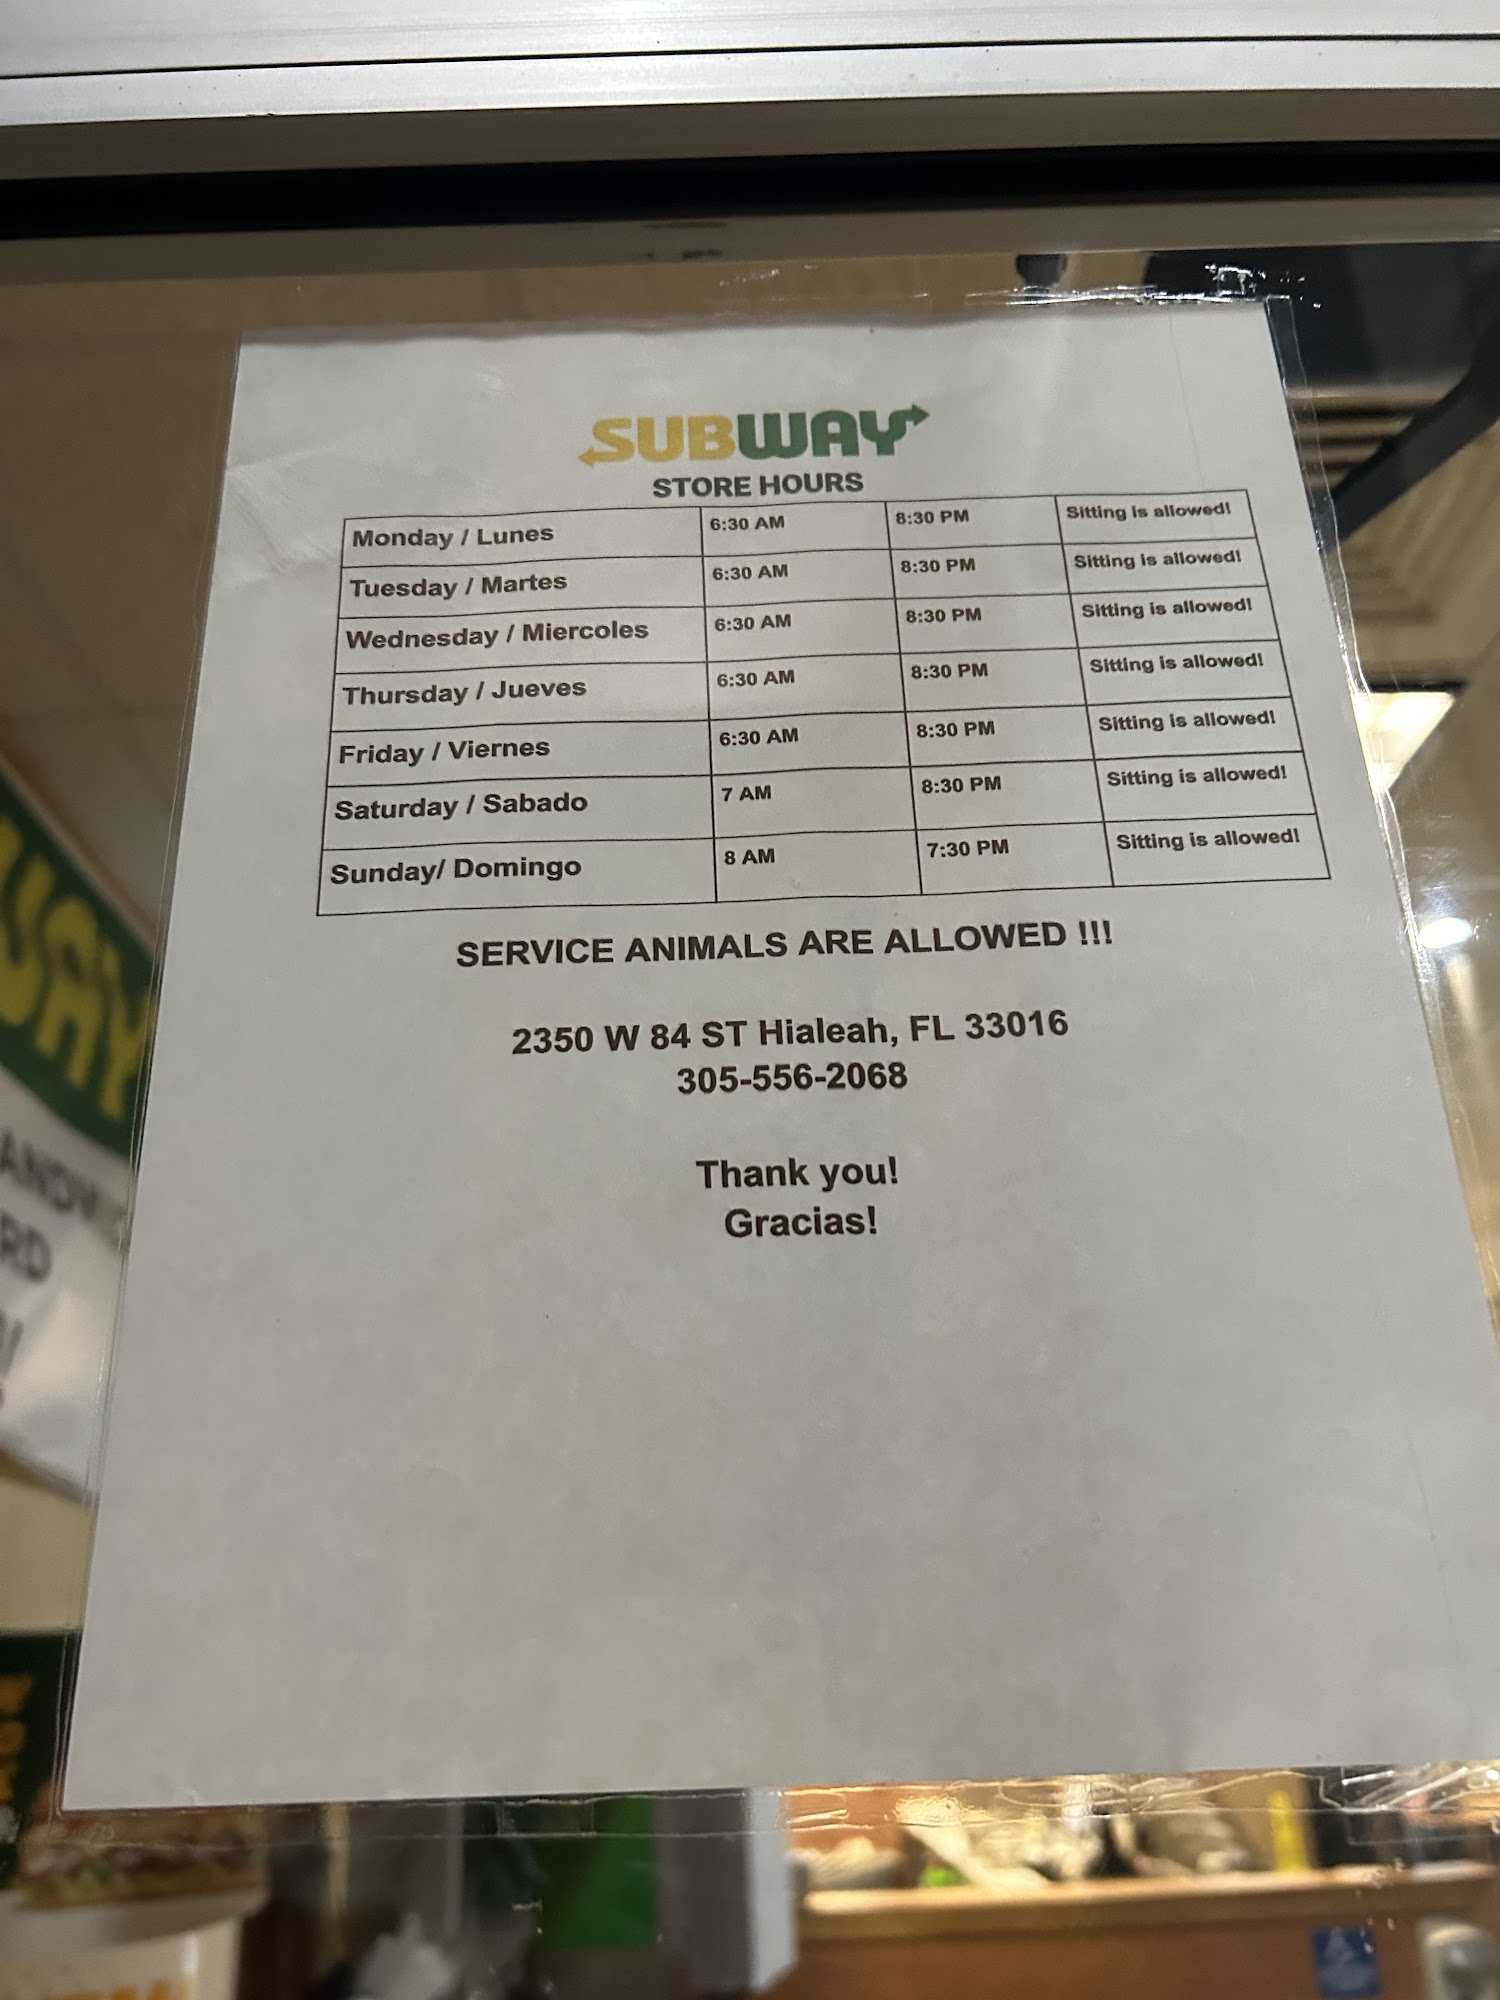 SUBWAY
STORE HOURS
Monday / Lunes 6:30 AM 8:30 PM Sitting is allowed!
Tuesday / Martes 6:30 AM 8:30 PM Sitting is allowed!
Wednesday / Miercoles 6:30 AM 8:30 PM Sitting is allowed!
Thursday / Jueves 6:30 AM 8:30 PM Sitting is allowed!
Friday / Viernes 6:30 AM 8:30 PM Sitting is allowed!
Saturday / Sabado 7 AM 8:30 PM Sitting is allowed!
Sunday/ Domingo 8 AM 7:30 PM Sitting is allowed!
SERVICE ANIMALS ARE ALLOWED !!!
2350 W 84 ST Hialeah, FL 33016
305-556-2068
Thank you!
Gracias!